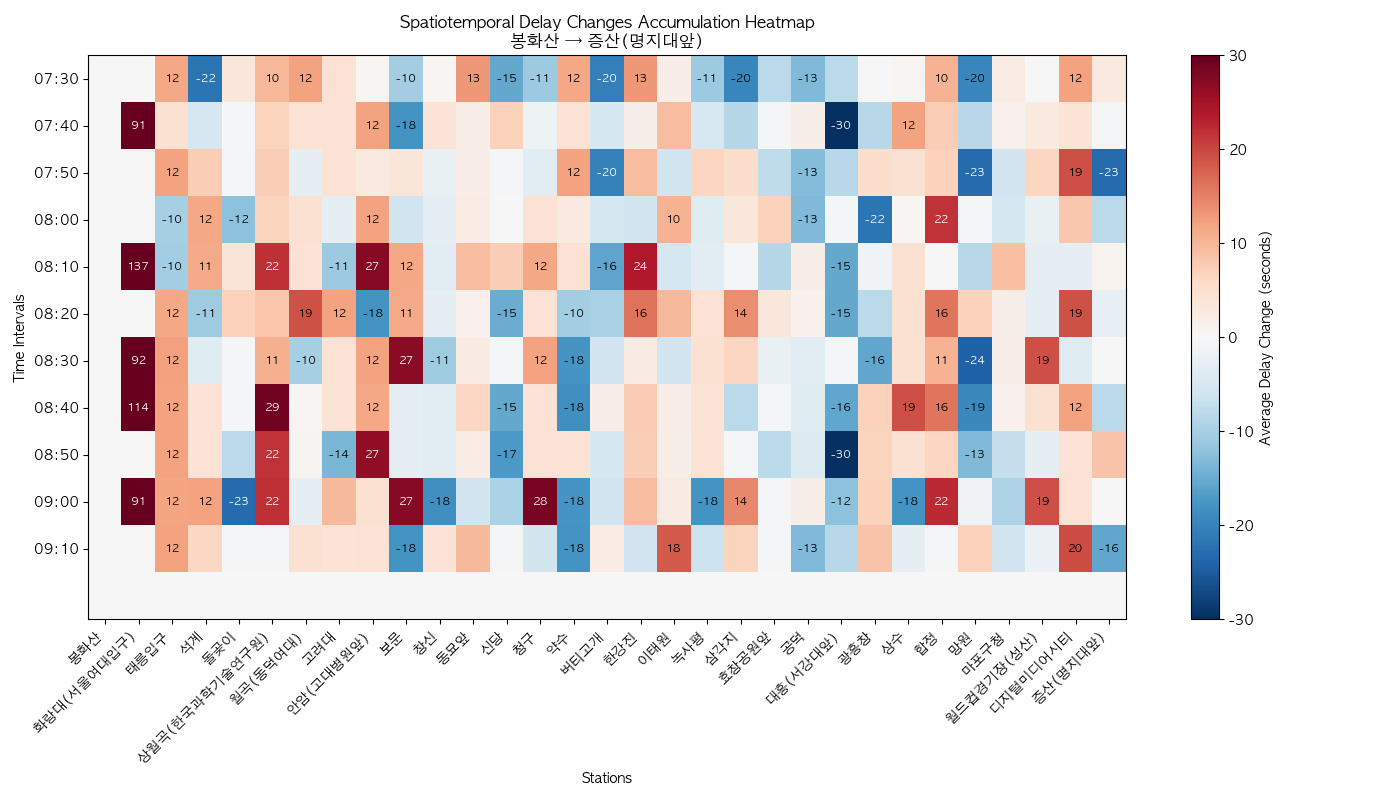 Spatiotemporal Delay Changes Accumulation Heatmap
봉화산 → 증산(명지대앞)
07:30 12 -22 10 12 -10 13 -15 -11 12 -20 13 -11 -20 -13 10 -20 12
07:40 91 12 -18 -30 12
07:50 12 12 -20 -13 -23 19 -23
08:00 -10 12 -12 12 10 -13 -22 22
08:10 137 -10 11 22 -11 27 12 12 -16 24 -15
08:20 12 -11 19 12 -18 11 -15 -10 16 14 -15 16 19
08:30 92 12 11 -10 12 27 -11 12 -18 -16 11 -24 19
08:40 114 12 29 12 -15 -18 -16 19 16 -19 12
08:50 12 22 -14 27 -17 -30 -13
09:00 91 12 12 -23 22 27 -18 28 -18 -18 14 -12 -18 22 19
09:10 12 -18 -18 18 -13 20 -16
Time Intervals
봉화산
화랑대(서울여대입구)
태릉입구
석계
돌곶이
상월곡(한국과학기술연구원)
월곡(동덕여대)
고려대
안암(고대병원앞)
보문
창신
동묘앞
신당
청구
약수
버티고개
한강진
이태원
녹사평
삼각지
효창공원앞
공덕
대흥(서강대앞)
광흥창
상수
합정
망원
마포구청
월드컵경기장(성산)
디지털미디어시티
증산(명지대앞)
Stations
30
20
10
0
-10
-20
-30
Average Delay Change (seconds)